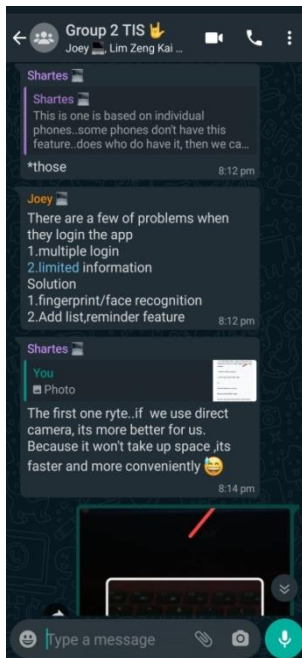 Group 2 TIS
Joey, Lim Zeng Kai ...
Shartes
Shartes
This is one is based on individual
phones..some phones don't have this
feature..does who do have it, then we ca...
*those
8:12 pm
Joey
There are a few of problems when
they login the app
1.multiple login
2.limited information
Solution
1.fingerprint/face recognition
2.Add list,reminder feature
8:12 pm
Shartes
You
Photo
The first one ryte..if we use direct
camera, its more better for us.
Because it won't take up space ,its
faster and more conveniently
8:14 pm
Type a message